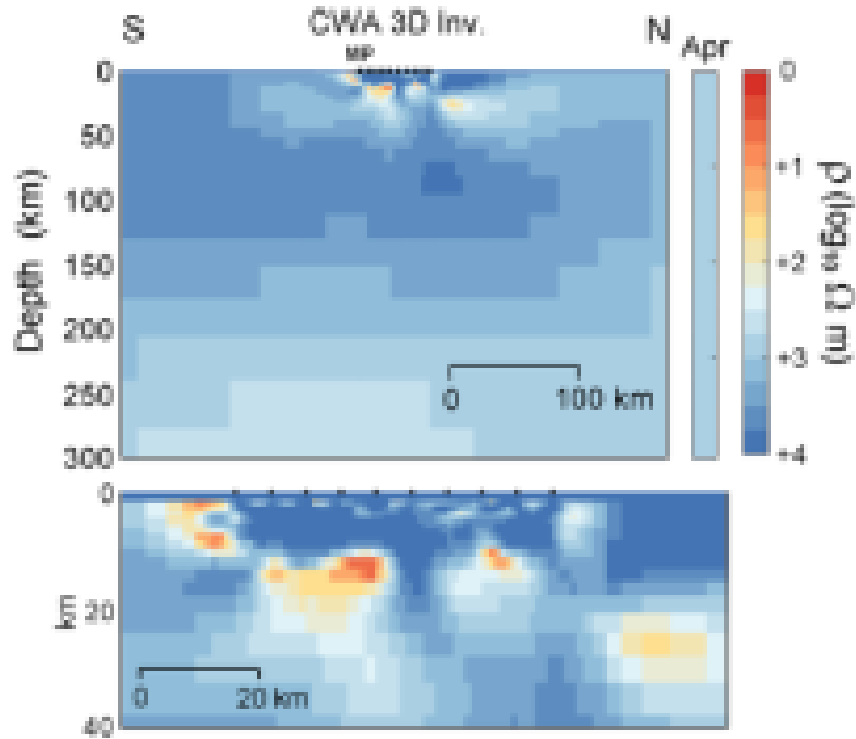 S CWA 3D Inv. N Apr
MP
0
50
100
150
200
250
300
Depth (km)
0 100 km
0
+1
+2
+3
+4
ρ (log₁₀ Ω m)
0
20
40
km
0 20 km